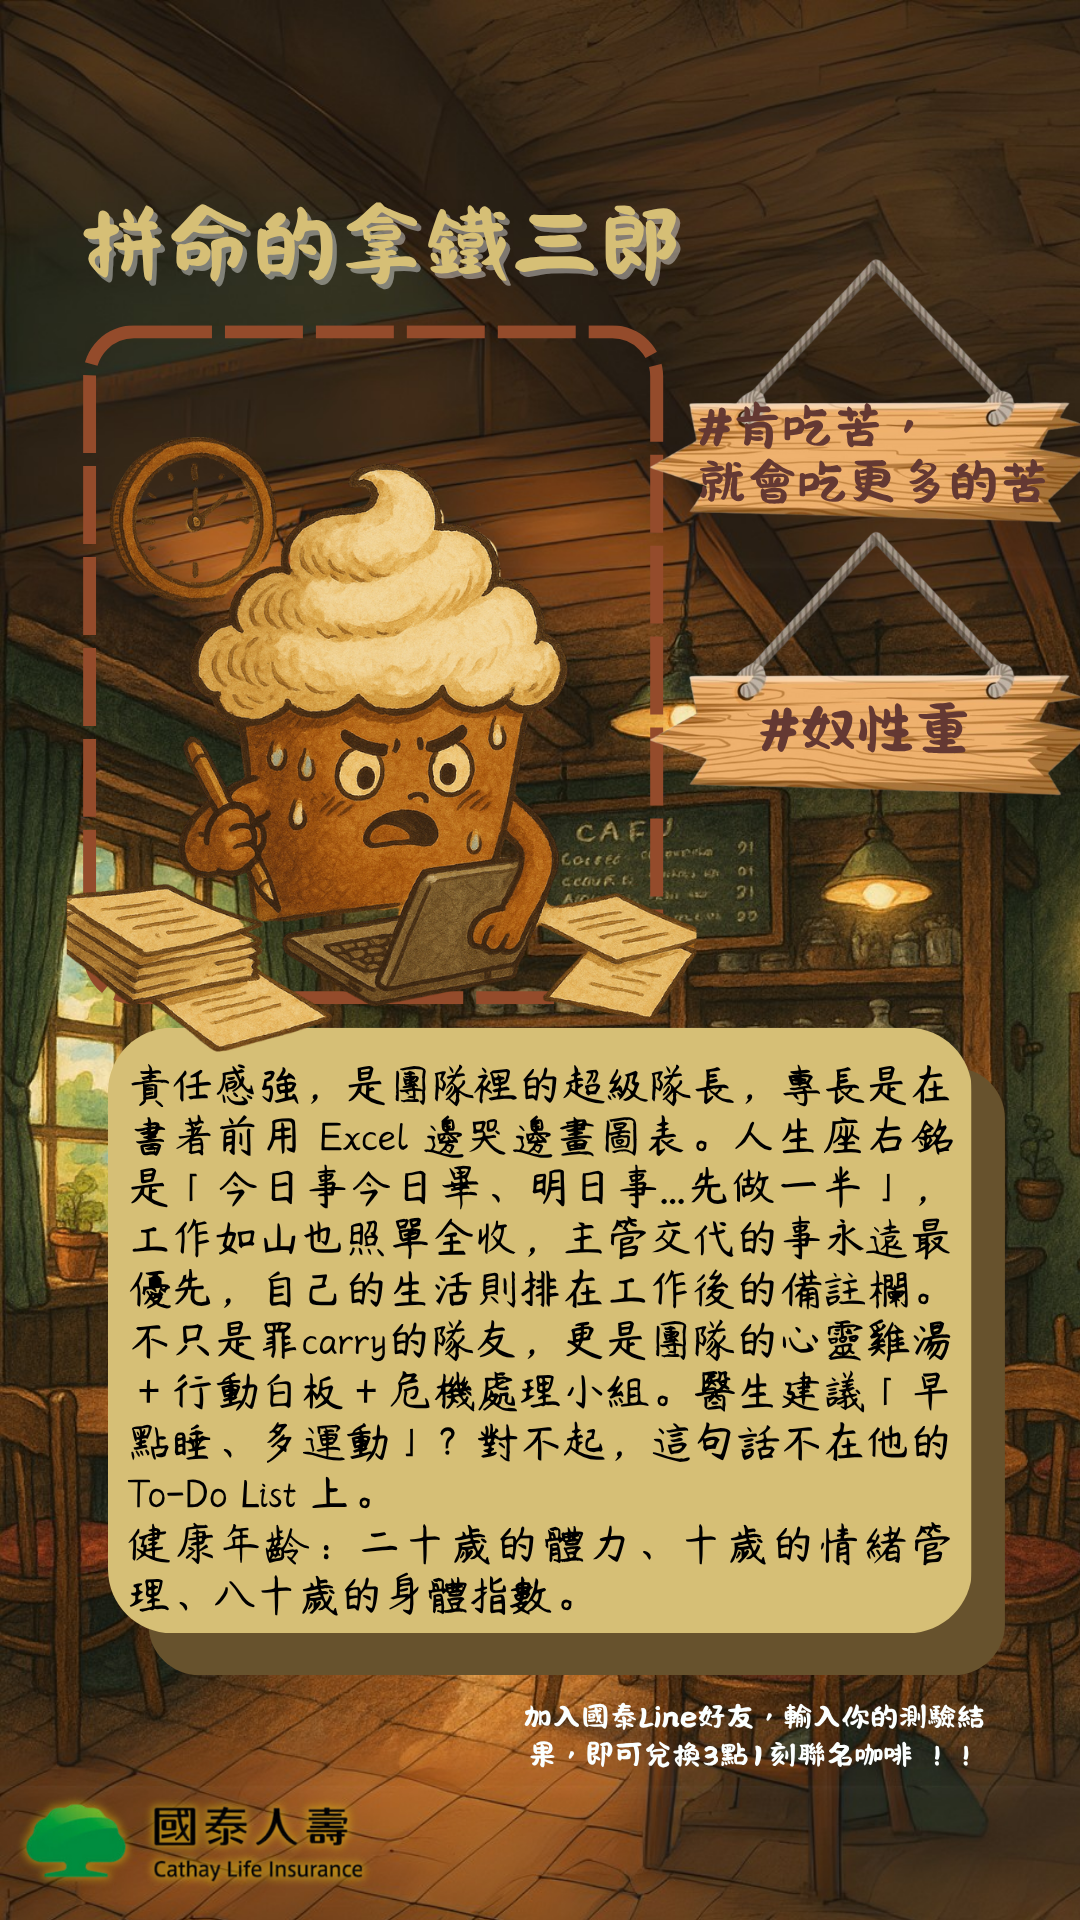 拼命的拿鐵三郎
#肯吃苦，
就會吃更多的苦
#奴性重
CAFU
責任感強，是團隊裡的超級隊長，專長是在
書著前用 Excel 邊哭邊畫圖表。人生座右銘
是「今日事今日畢、明日事...先做一半」，
工作如山也照單全收，主管交代的事永遠最
優先，自己的生活則排在工作後的備註欄。
不只是罪carry的隊友，更是團隊的心靈雞湯
＋行動白板＋危機處理小組。醫生建議「早
點睡、多運動」？對不起，這句話不在他的
To-Do List 上。
健康年齡：二十歲的體力、十歲的情緒管
理、八十歲的身體指數。
加入國泰Line好友，輸入你的測驗結
果，即可兌換3點1刻聯名咖啡 ！！
國泰人壽
Cathay Life Insurance